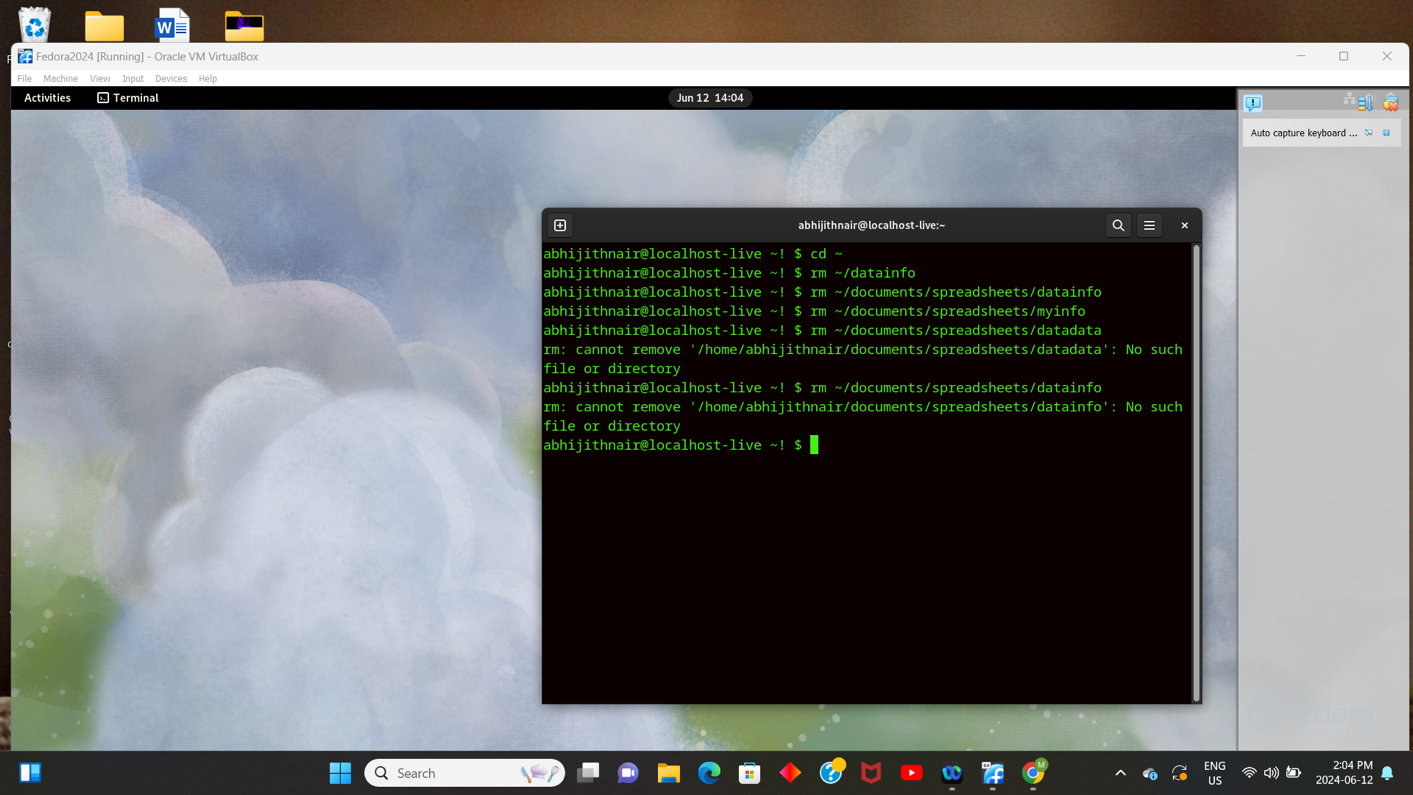 Fedora2024 [Running] - Oracle VM VirtualBox
File Machine View Input Devices Help
Activities Terminal Jun 12 14:04
Auto capture keyboard ...
abhijithnair@localhost-live:~
abhijithnair@localhost-live ~! $ cd ~
abhijithnair@localhost-live ~! $ rm ~/datainfo
abhijithnair@localhost-live ~! $ rm ~/documents/spreadsheets/datainfo
abhijithnair@localhost-live ~! $ rm ~/documents/spreadsheets/myinfo
abhijithnair@localhost-live ~! $ rm ~/documents/spreadsheets/datadata
rm: cannot remove '/home/abhijithnair/documents/spreadsheets/datadata': No such
file or directory
abhijithnair@localhost-live ~! $ rm ~/documents/spreadsheets/datainfo
rm: cannot remove '/home/abhijithnair/documents/spreadsheets/datainfo': No such
file or directory
abhijithnair@localhost-live ~! $
Search
ENG
US
2:04 PM
2024-06-12